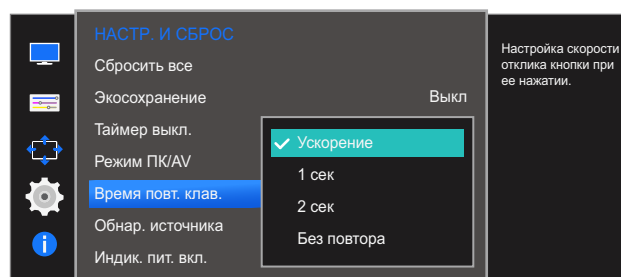 НАСТР. И СБРОС
Сбросить все
Экосохранение Выкл
Таймер выкл.
Режим ПК/AV
Время повт. клав.
Обнар. источника
Индик. пит. вкл.
Ускорение
1 сек
2 сек
Без повтора
Настройка скорости
отклика кнопки при
ее нажатии.